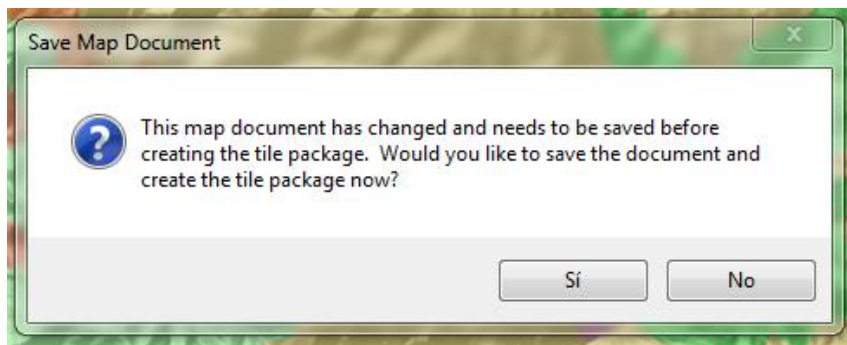 Save Map Document
This map document has changed and needs to be saved before
creating the tile package.  Would you like to save the document and
create the tile package now?
Sí
No